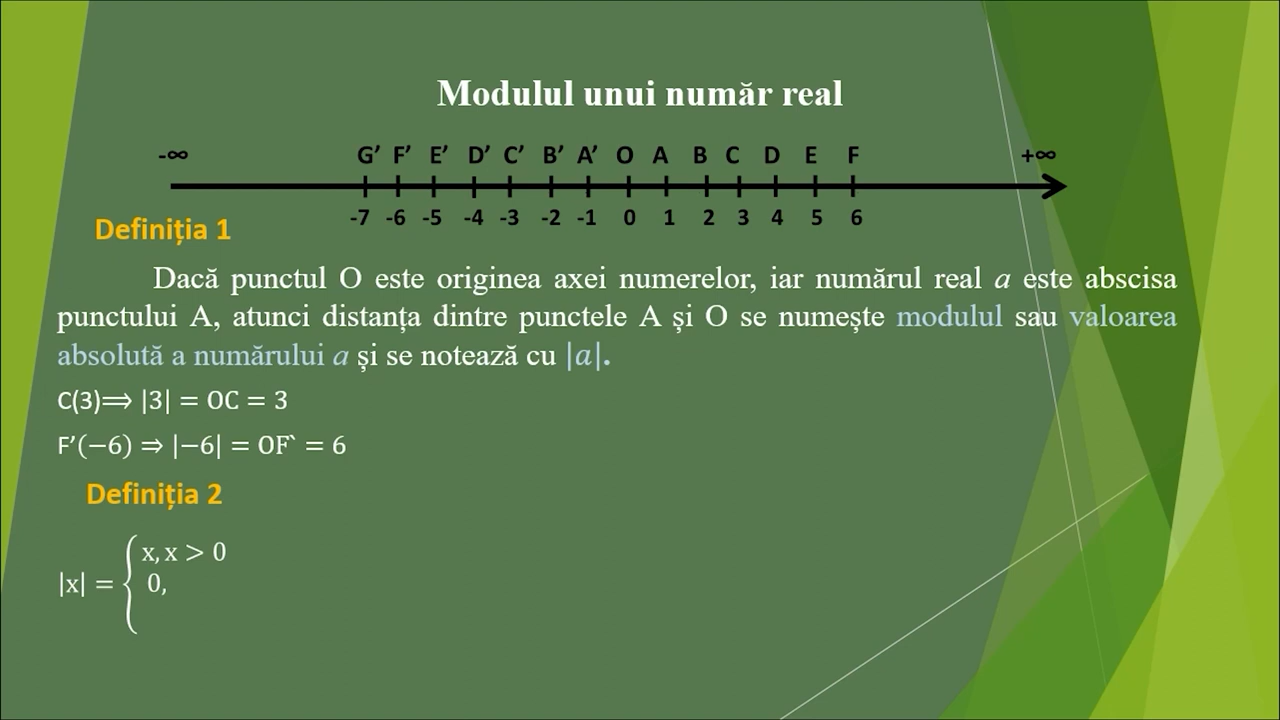 Modulul unui număr real
-∞ G’ F’ E’ D’ C’ B’ A’ O A B C D E F +∞
-7 -6 -5 -4 -3 -2 -1 0 1 2 3 4 5 6
Definiția 1
Dacă punctul O este originea axei numerelor, iar numărul real a este abscisa
punctului A, atunci distanța dintre punctele A și O se numește modulul sau valoarea
absolută a numărului a și se notează cu |a|.
C(3)⟹ |3| = OC = 3
F’(−6) ⇒ |−6| = OF` = 6
Definiția 2
x, x > 0
|x| = { 0,